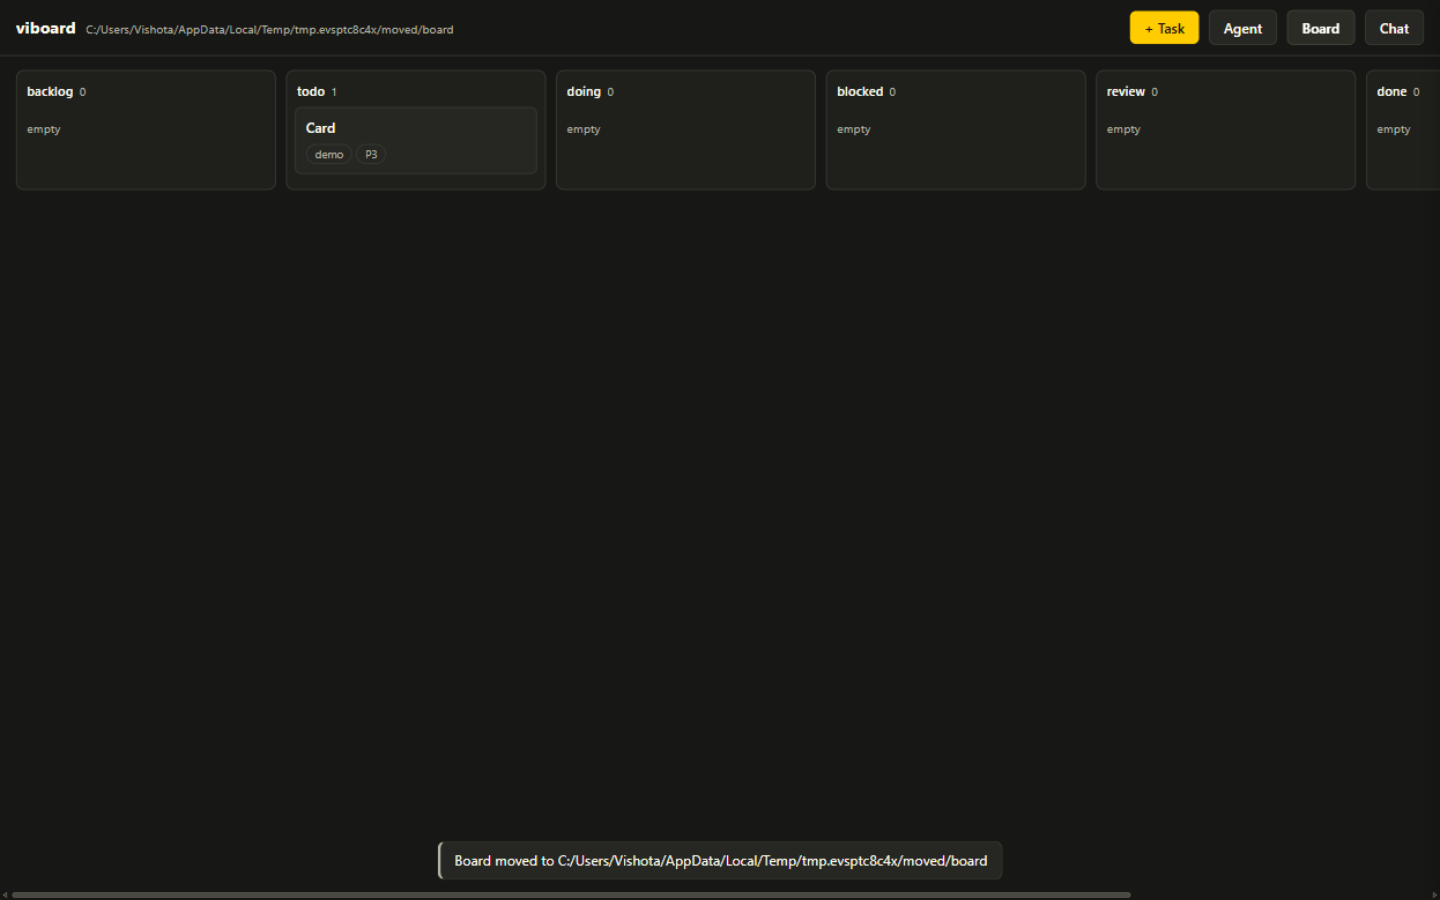 viboard C:/Users/Vishota/AppData/Local/Temp/tmp.evsptc8c4x/moved/board + Task Agent Board Chat
backlog 0
empty
todo 1
Card
demo P3
doing 0
empty
blocked 0
empty
review 0
empty
done 0
empty
Board moved to C:/Users/Vishota/AppData/Local/Temp/tmp.evsptc8c4x/moved/board